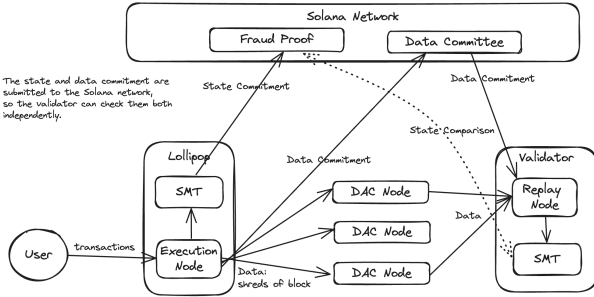 Solana Network
Fraud Proof
Data Committee
The state and data commitment are
submitted to the Solana network,
so the validator can check them both
independently.
State Commitment
Data Commitment
State Comparison
Lollipop
Data Commitment
Validator
SMT
DAC Node
Replay
Node
Data
DAC Node
User
transactions
Execution
Node
SMT
Data:
shreds of block
DAC Node